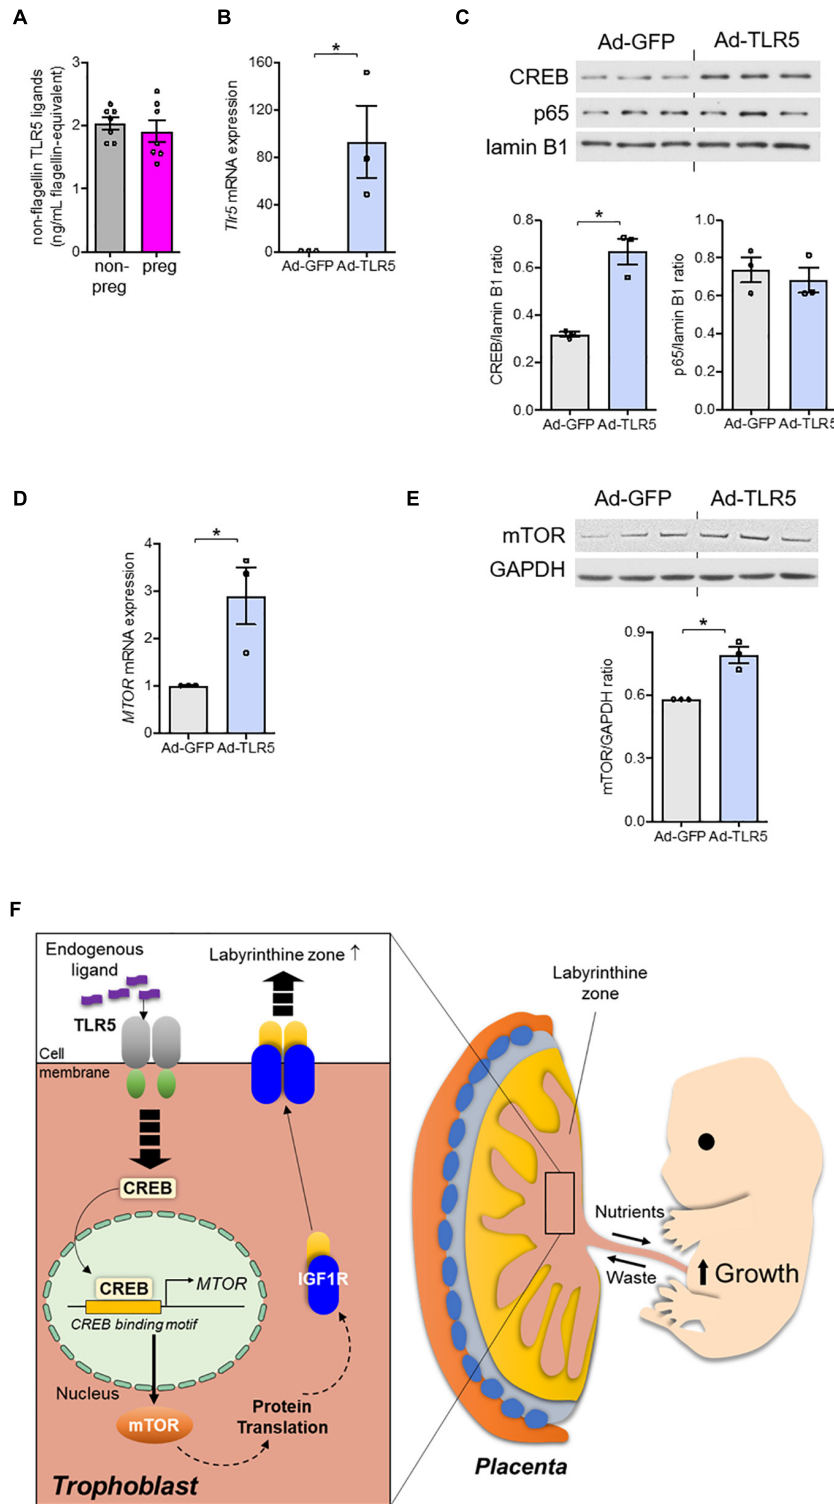 A
non-flagellin TLR5 ligands
(ng/mL flagellin-equivalent)
3
2
1
0
non-
preg
preg
B
Tlr5 mRNA expression
160
120
80
40
0
*
Ad-GFP Ad-TLR5
C
Ad-GFP Ad-TLR5
CREB
p65
lamin B1
CREB/lamin B1 ratio
0.8
0.6
0.4
0.2
0.0
*
Ad-GFP Ad-TLR5
p65/lamin B1 ratio
1.0
0.8
0.6
0.4
0.2
0.0
Ad-GFP Ad-TLR5
D
MTOR mRNA expression
4
3
2
1
0
*
Ad-GFP Ad-TLR5
E
Ad-GFP Ad-TLR5
mTOR
GAPDH
mTOR/GAPDH ratio
0.9
0.6
0.3
0.0
*
Ad-GFP Ad-TLR5
F
Endogenous
ligand
TLR5
Labyrinthine zone ↑
Cell
membrane
CREB
CREB
MTOR
CREB binding motif
Nucleus
mTOR
Protein
Translation
IGF1R
Trophoblast
Labyrinthine
zone
Nutrients
Waste
Growth
Placenta